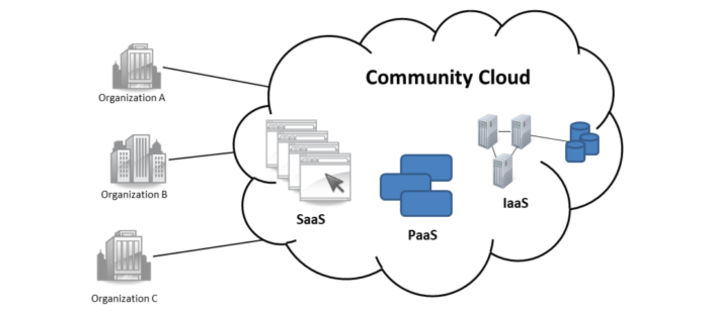 Community Cloud
Organization A
Organization B
Organization C
SaaS
PaaS
IaaS